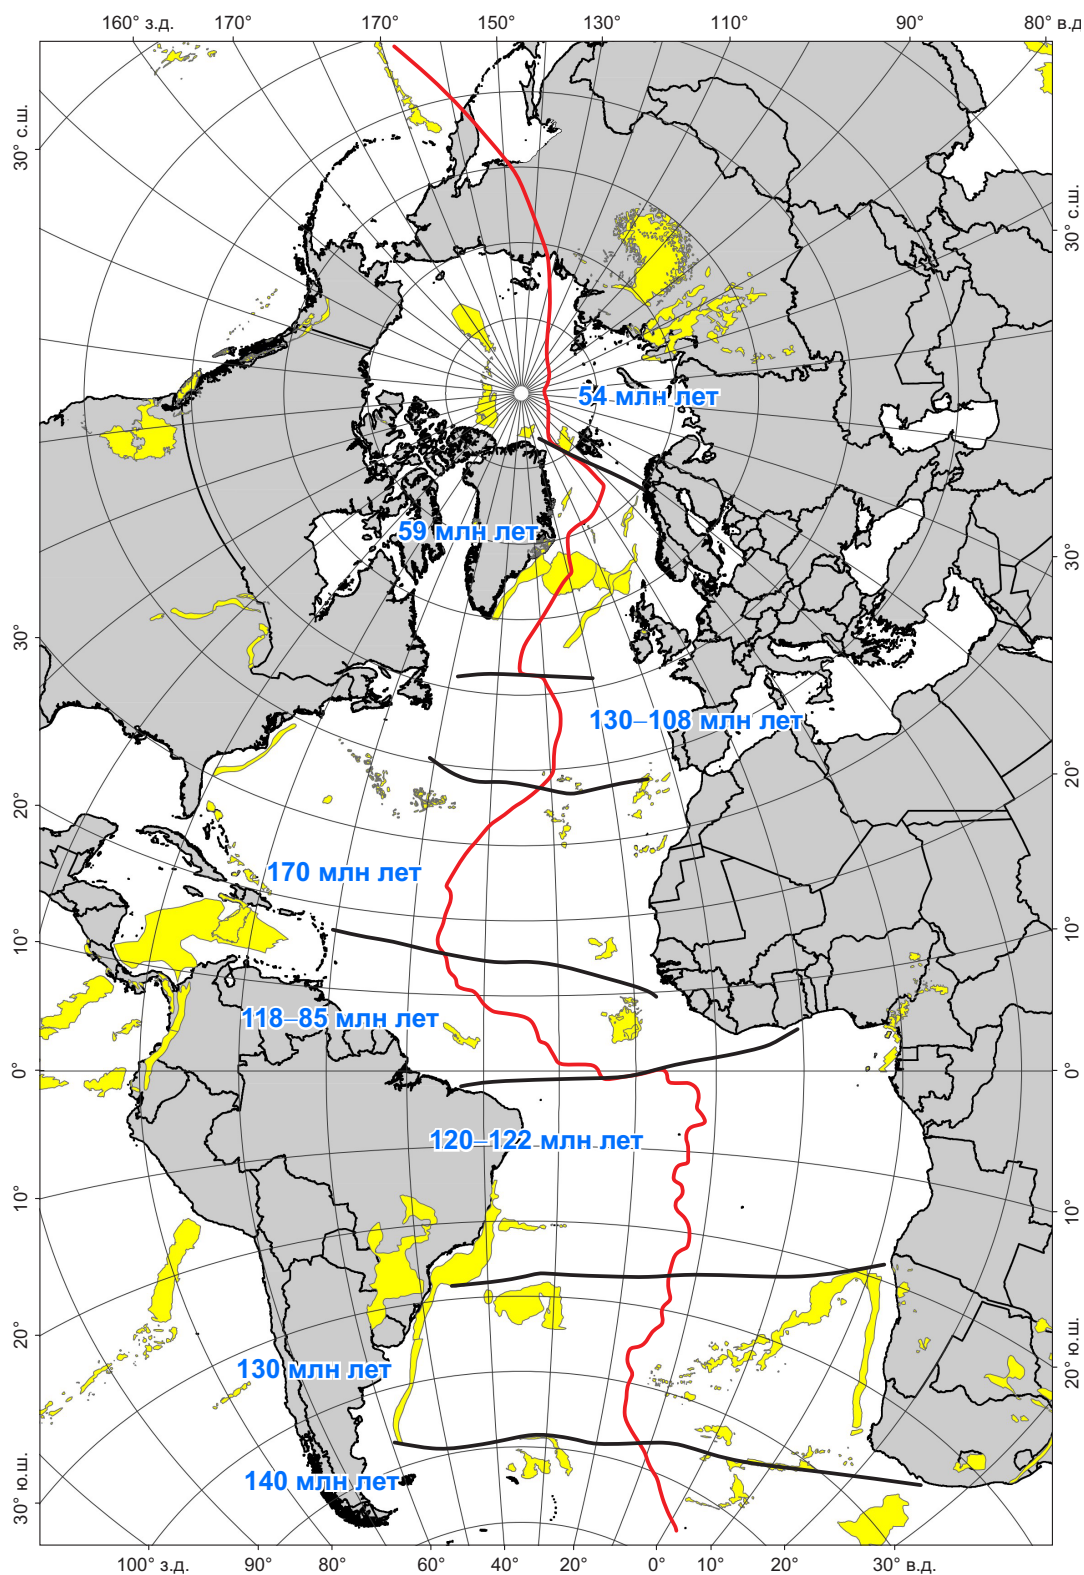 160° з.д. 170° 170° 150° 130° 110° 90° 80° в.д
30° с.ш.
30° с.ш.
54 млн лет
59 млн лет
30°
30°
130–108 млн лет
20°
20°
170 млн лет
10°
10°
118–85 млн лет
0°
0°
120–122 млн лет
10°
10°
20°
20° ю.ш.
130 млн лет
140 млн лет
30° ю.ш.
100° з.д. 90° 80° 60° 40° 20° 0° 10° 20° 30° в.д.